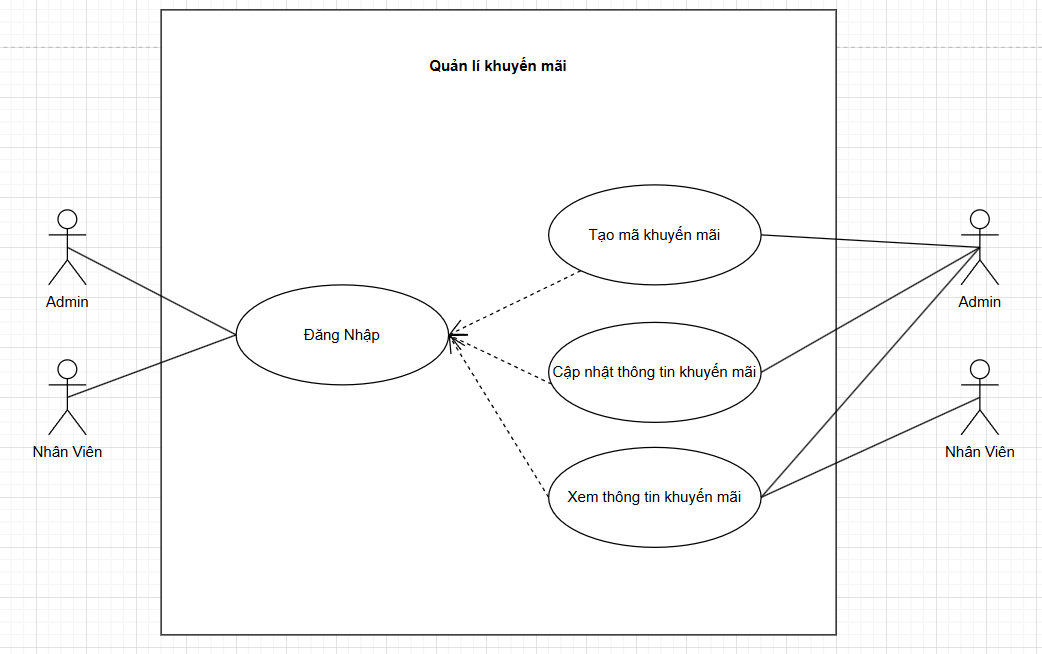 Quản lí khuyến mãi
Tạo mã khuyến mãi
Admin
Admin
Đăng Nhập
Cập nhật thông tin khuyến mãi
Nhân Viên
Nhân Viên
Xem thông tin khuyến mãi